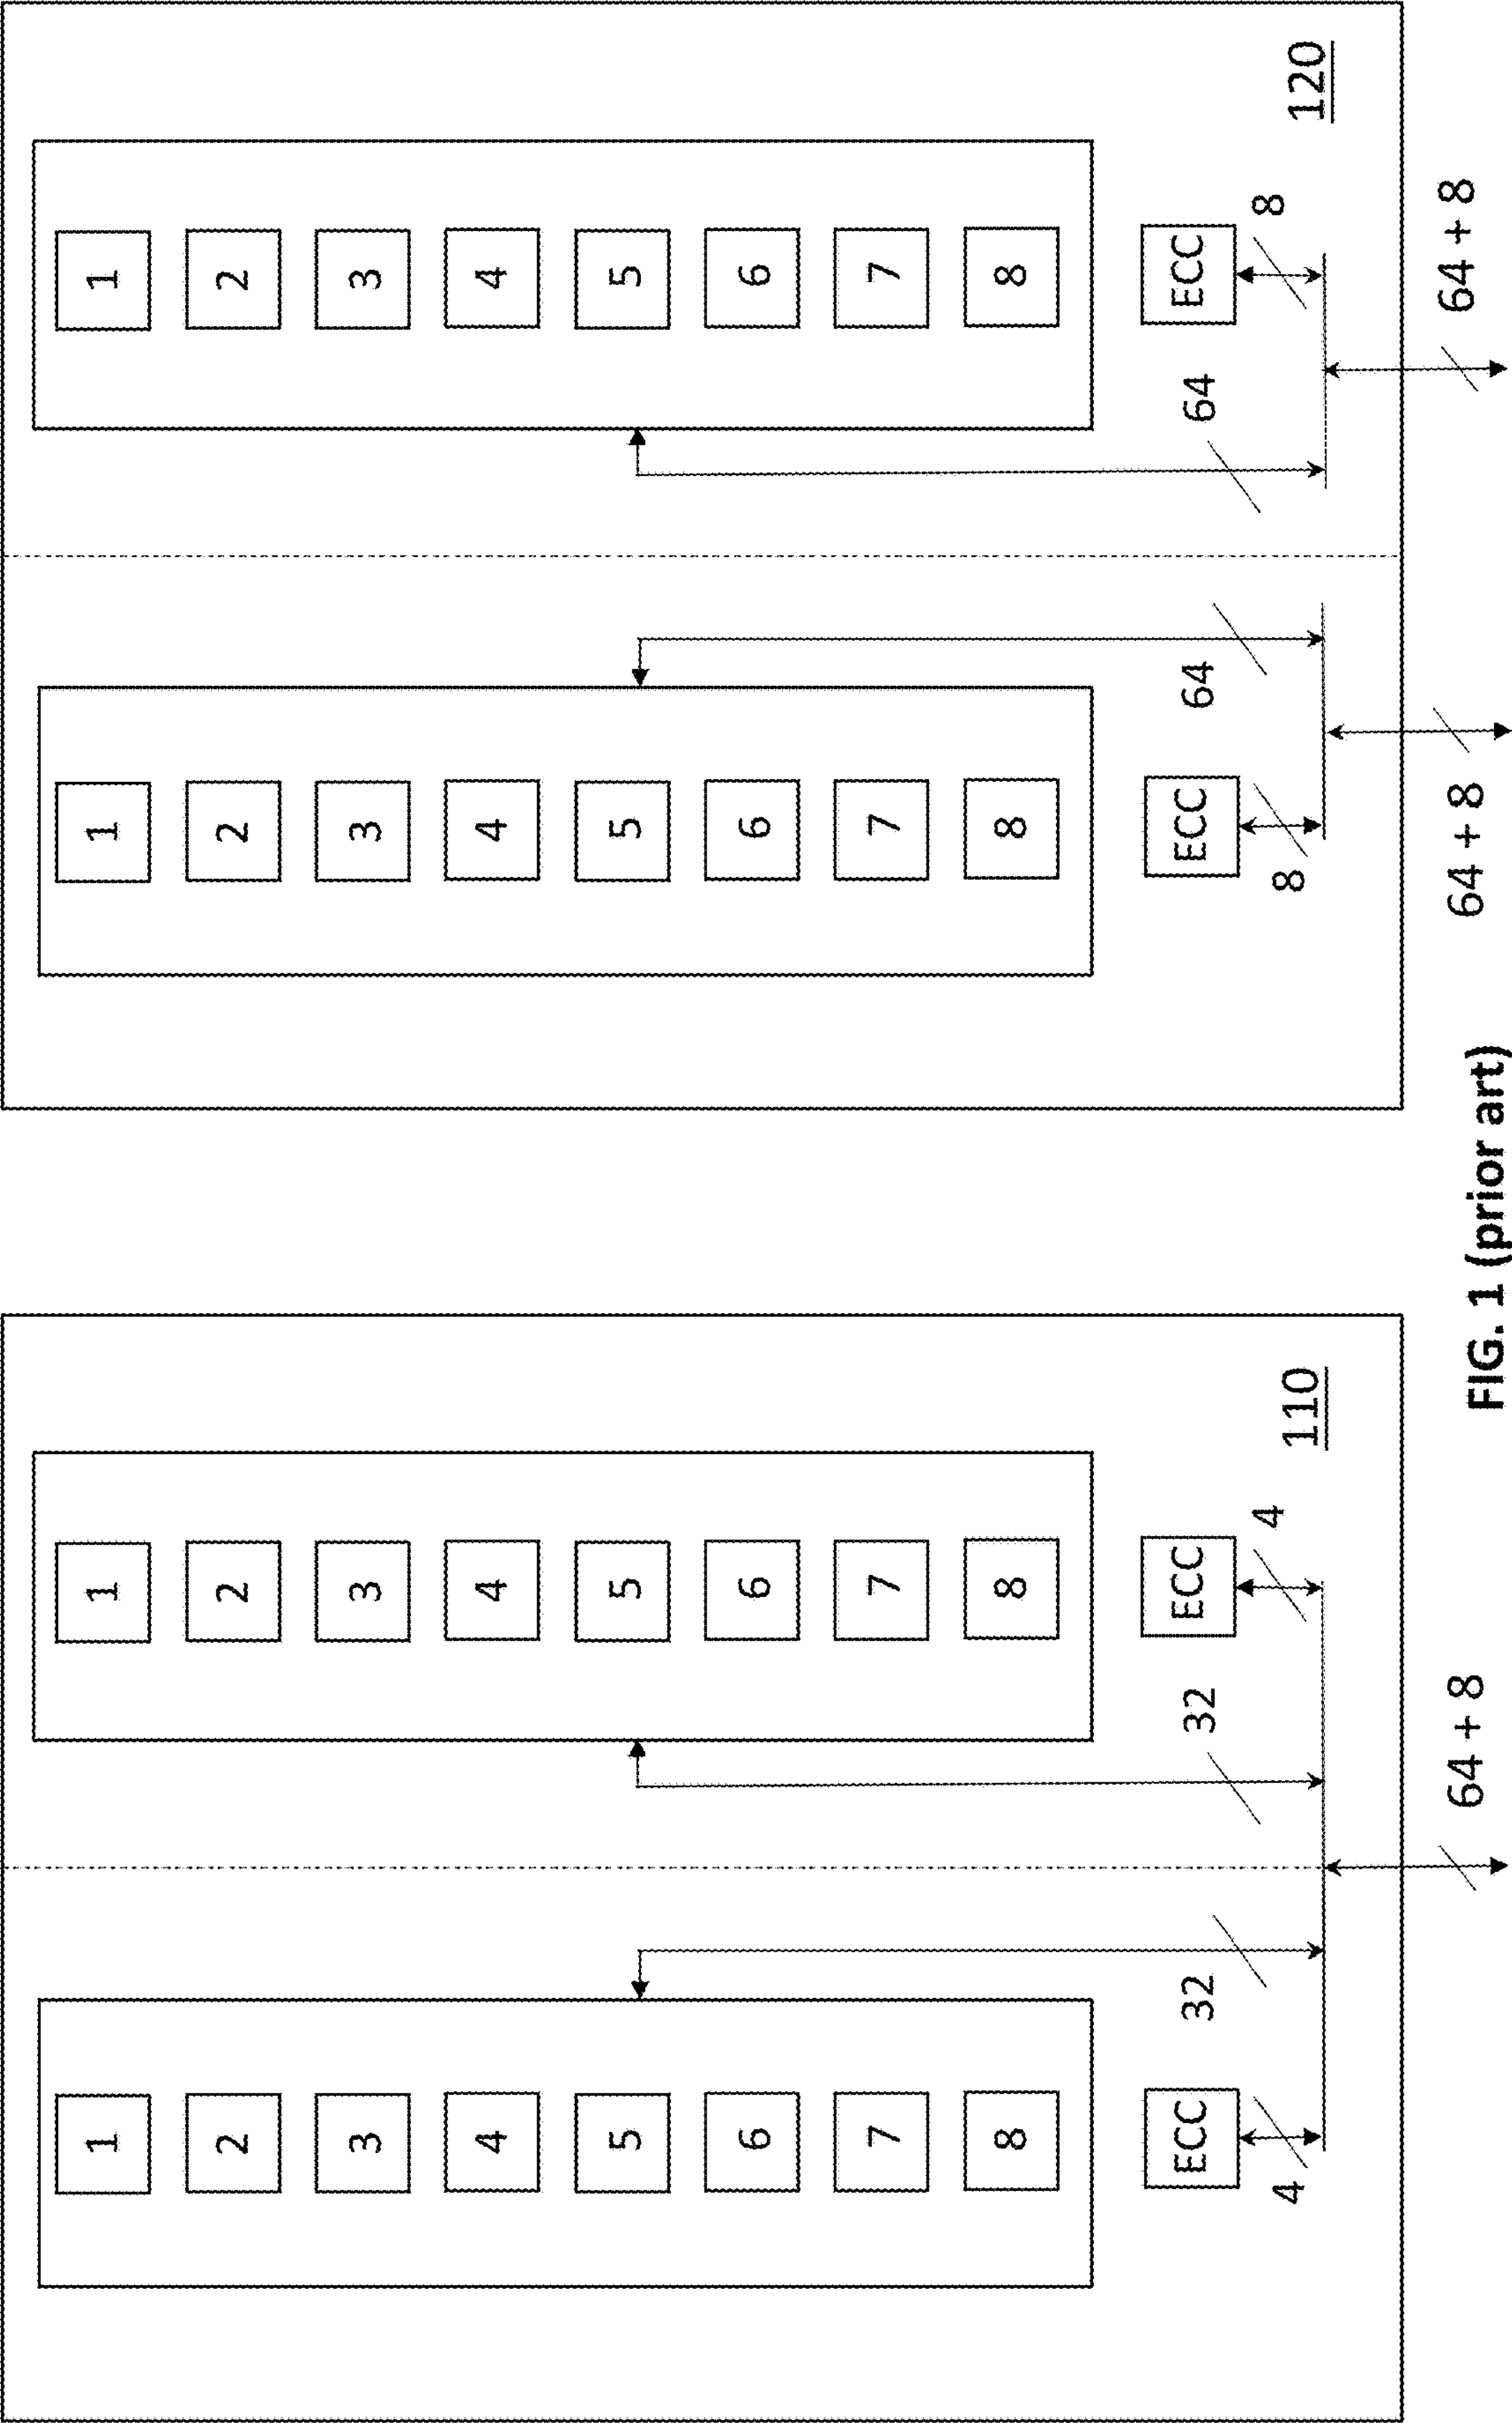 1 1 1 1
2 2 2 2
3 3 3 3
4 4 4 4
5 5 5 5
6 6 6 6
7 7 7 7
8 8 8 8
ECC 32 32 ECC ECC 64 64 ECC
4 4 110 8 8 120
64 + 8 64 + 8 64 + 8
FIG. 1 (prior art)